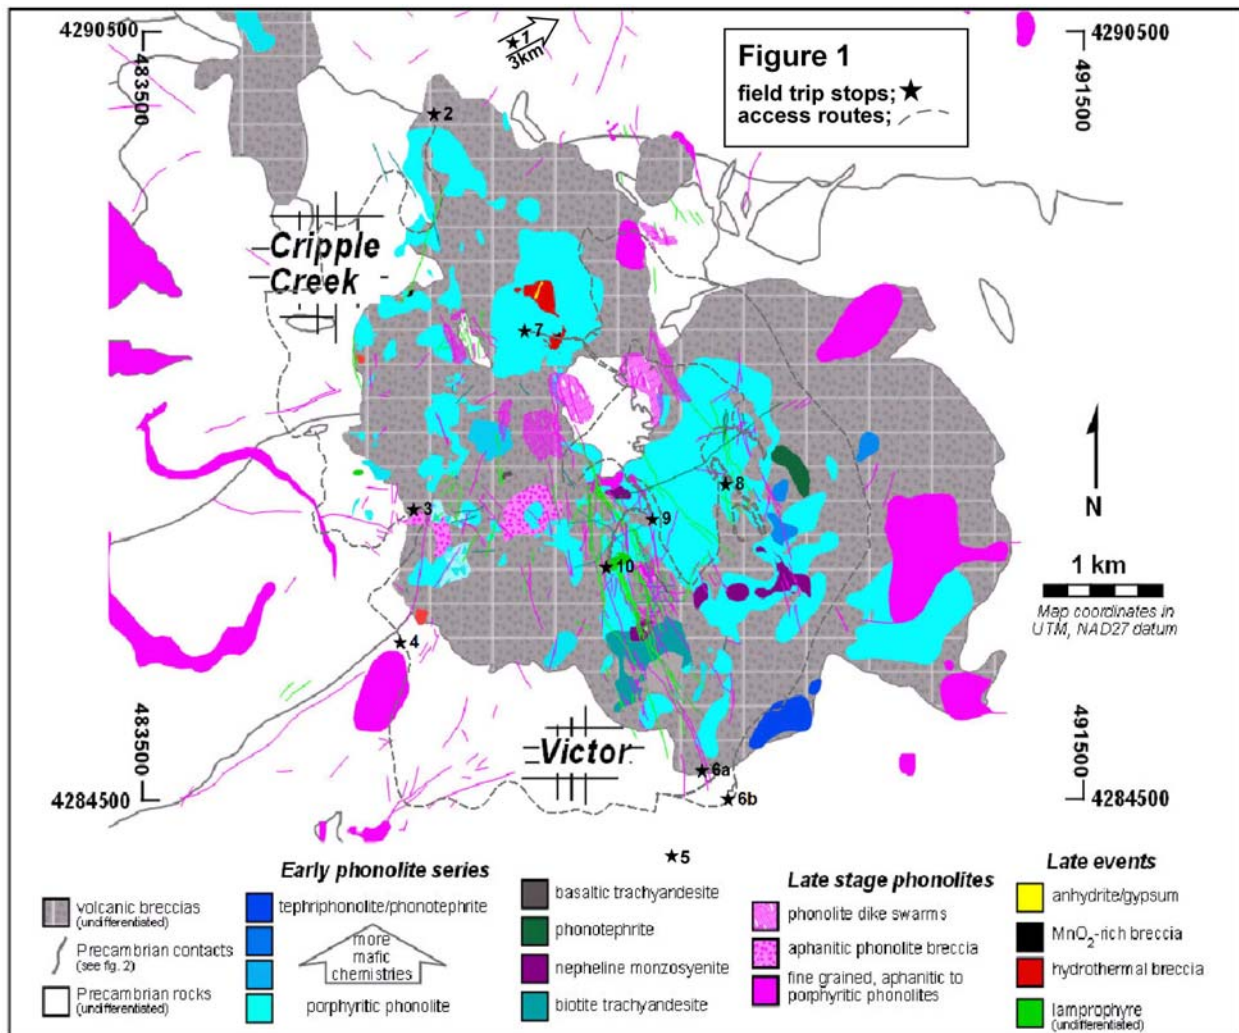 4290500
483500
1
3km
Figure 1
field trip stops; ★
access routes;
4290500
491500
★2
Cripple
Creek
★7
★3
★8
★9
★10
★4
N
1 km
Map coordinates in
UTM, NAD27 datum
Victor
★6a
★6b
483500
4284500
491500
4284500
★5
volcanic breccias
(undifferentiated)
Precambrian contacts
(see fig. 2)
Precambrian rocks
(undifferentiated)
Early phonolite series
tephriphonolite/phonotephrite
more
mafic
chemistries
porphyritic phonolite
basaltic trachyandesite
phonotephrite
nepheline monzosyenite
biotite trachyandesite
Late stage phonolites
phonolite dike swarms
aphanitic phonolite breccia
fine grained, aphanitic to
porphyritic phonolites
Late events
anhydrite/gypsum
MnO₂-rich breccia
hydrothermal breccia
lamprophyre
(undifferentiated)